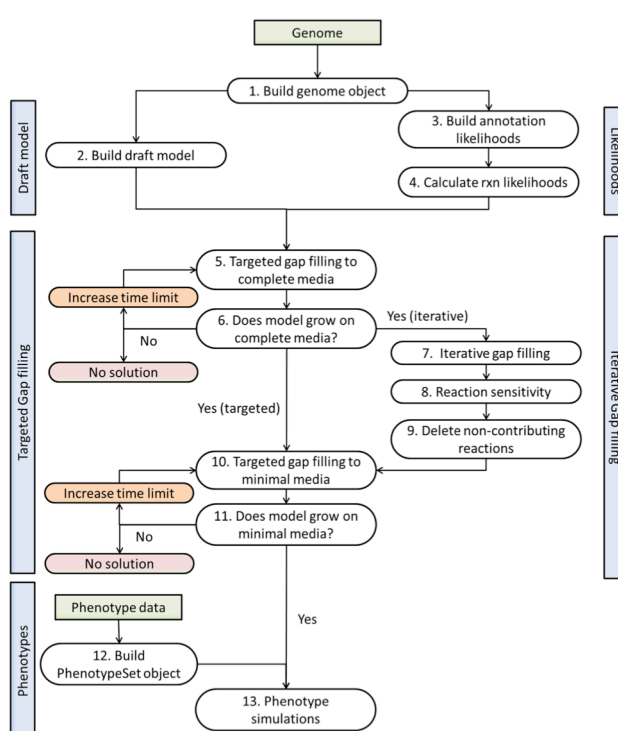 Genome
1. Build genome object
Draft model
2. Build draft model
3. Build annotation
likelihoods
4. Calculate rxn likelihoods
Likelihoods
Targeted Gap filling
5. Targeted gap filling to
complete media
Increase time limit
6. Does model grow on
complete media?
No
No solution
Yes (iterative)
7. Iterative gap filling
8. Reaction sensitivity
9. Delete non-contributing
reactions
Iterative Gap filling
Yes (targeted)
10. Targeted gap filling to
minimal media
Increase time limit
11. Does model grow on
minimal media?
No
No solution
Yes
Phenotypes
Phenotype data
12. Build
PhenotypeSet object
13. Phenotype
simulations